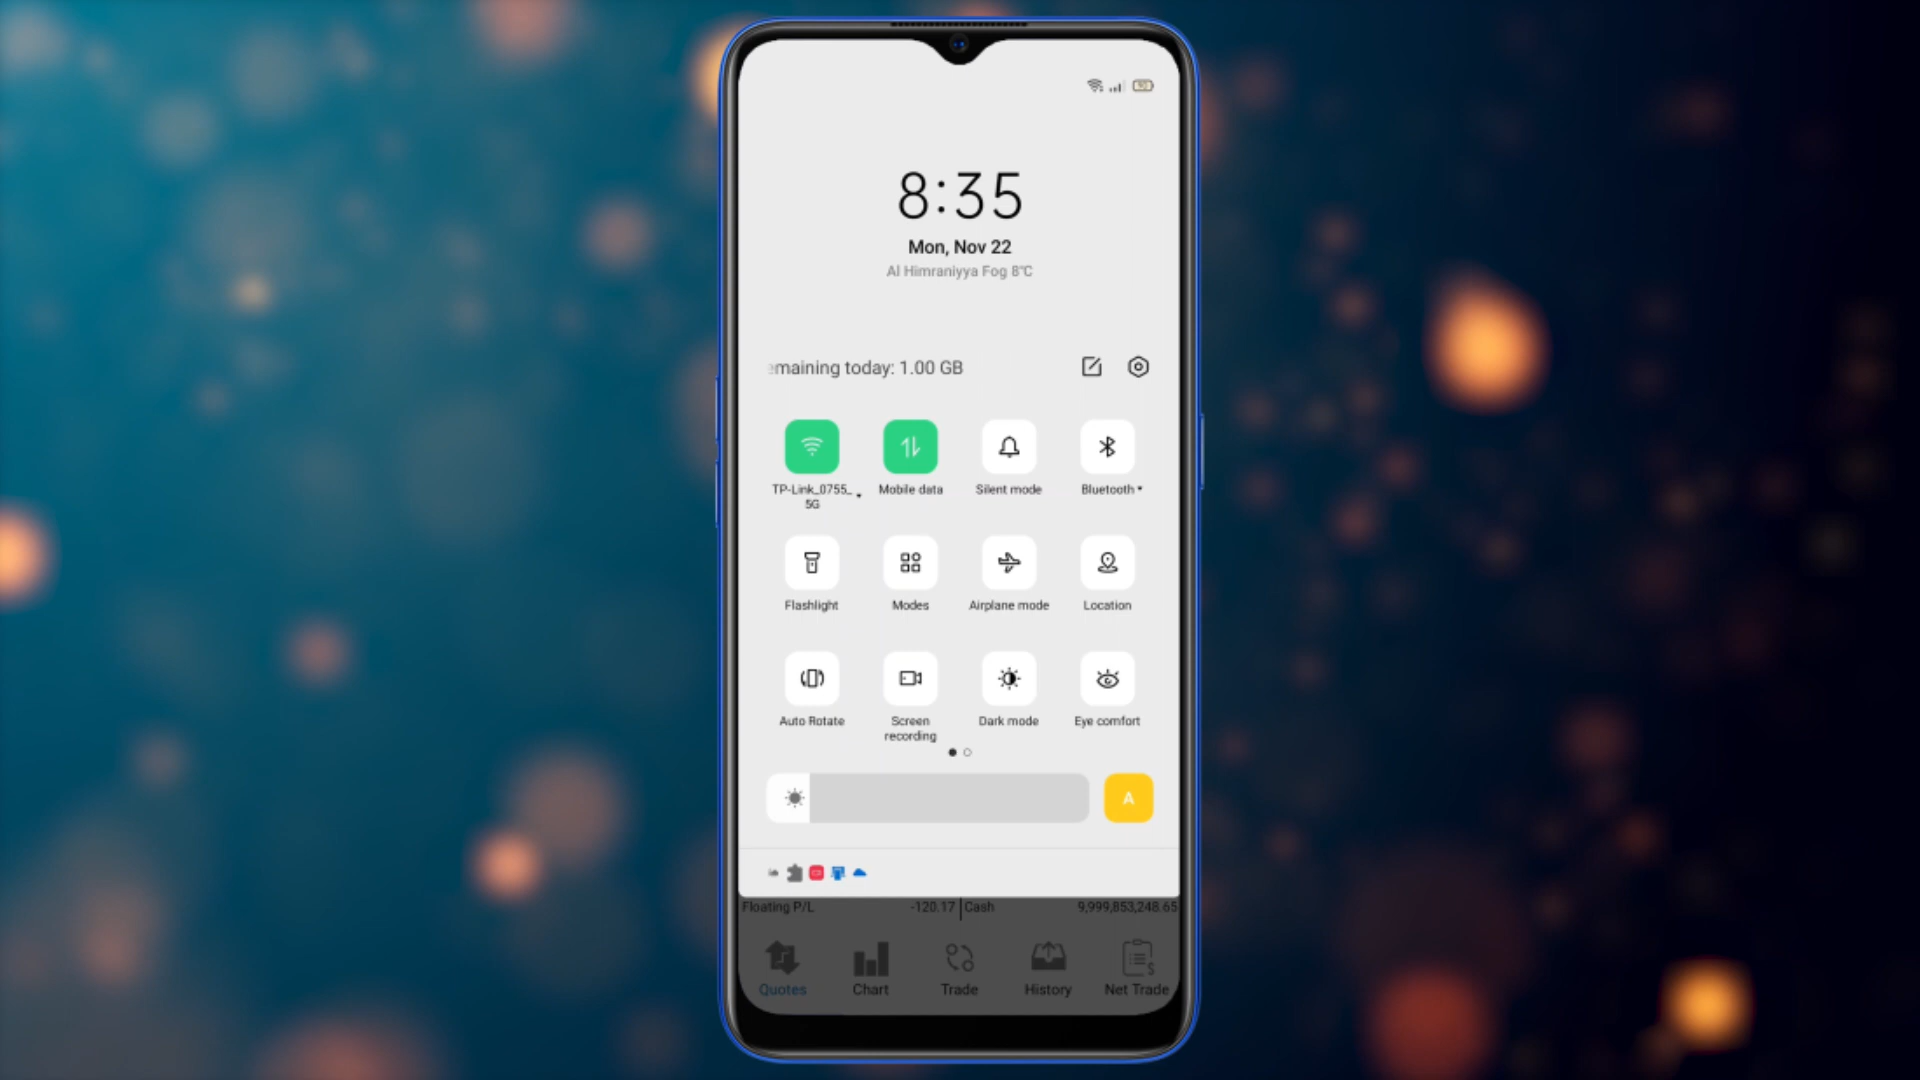 8:35
Mon, Nov 22
Al Himraniyya Fog 8°C
emaining today: 1.00 GB
TP-Link_0755_
5G
Mobile data
Silent mode
Bluetooth
Flashlight
Modes
Airplane mode
Location
Auto Rotate
Screen
recording
Dark mode
Eye comfort
A
Floating P/L -120.17 Cash 9,999,853,248.65
Quotes Chart Trade History Net Trade